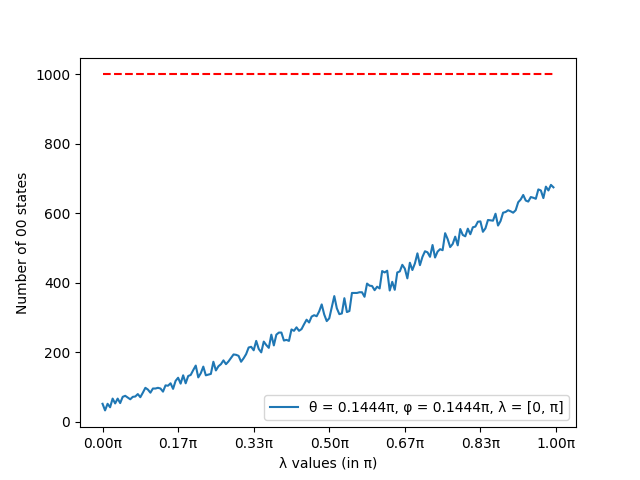 1000
800
600
400
200
0
Number of 00 states
θ = 0.1444π, φ = 0.1444π, λ = [0, π]
0.00π 0.17π 0.33π 0.50π 0.67π 0.83π 1.00π
λ values (in π)